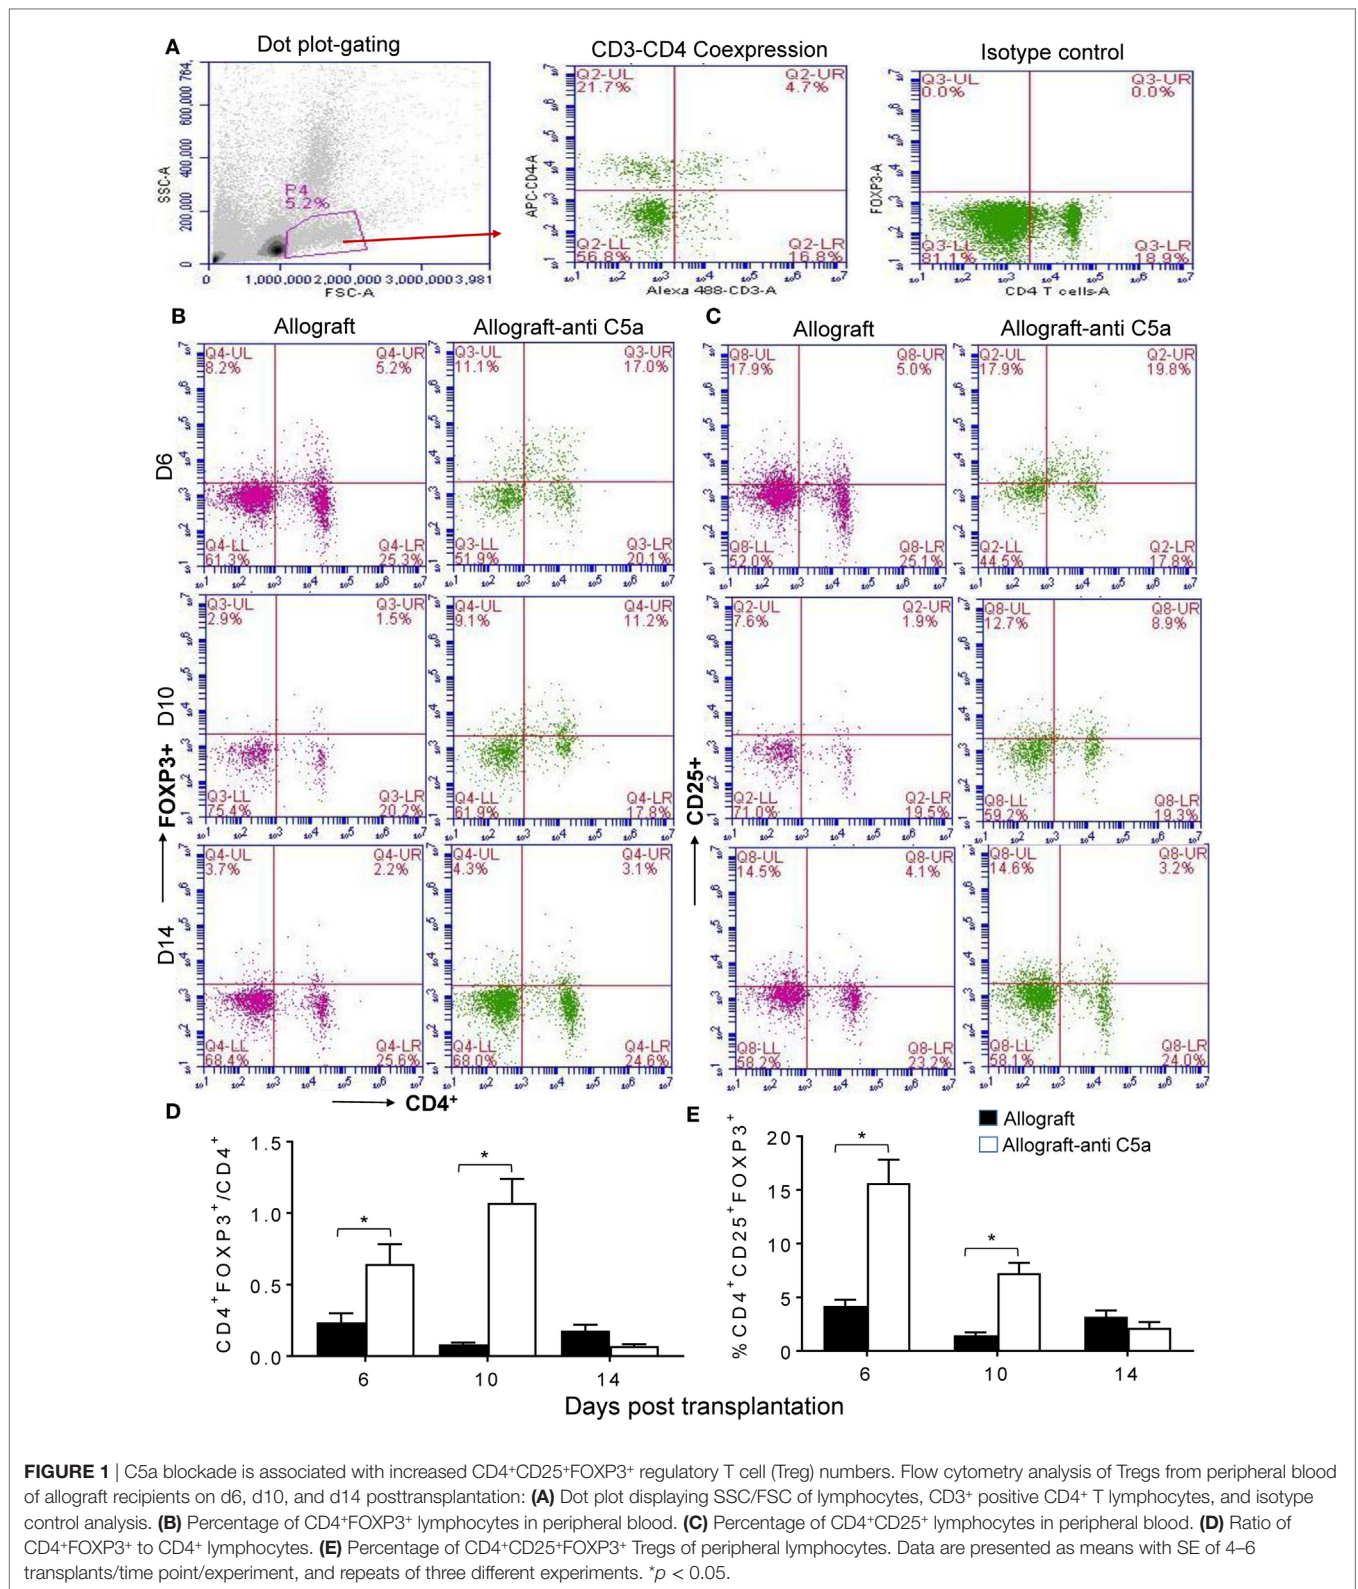 A
Dot plot-gating
CD3-CD4 Coexpression
Isotype control
764,
600,000
400,000
200,000
0
SSC-A
P4
5.2%
0 1,000,000 2,000,000 3,000,000 3,981
FSC-A
Q2-UL Q2-UR
21.7% 4.7%
APC-CD4-A
Q2-LL Q2-LR
56.8% 16.8%
Alexa 488-CD3-A
Q3-UL Q3-UR
0.0% 0.0%
FOXP3-A
Q3-LL Q3-LR
81.1% 18.9%
CD4 T cells-A
B
Allograft
Allograft-anti C5a
C
Allograft
Allograft-anti C5a
D6
Q4-UL Q4-UR
8.2% 5.2%
Q4-LL Q4-LR
61.3% 25.3%
Q3-UL Q3-UR
11.1% 17.0%
Q3-LL Q3-LR
51.9% 20.1%
Q8-UL Q8-UR
17.9% 5.0%
Q8-LL Q8-LR
52.0% 25.1%
Q2-UL Q2-UR
17.9% 19.8%
Q2-LL Q2-LR
44.5% 17.8%
D10
Q3-UL Q3-UR
2.9% 1.5%
Q3-LL Q3-LR
75.4% 20.2%
Q4-UL Q4-UR
9.1% 11.2%
Q4-LL Q4-LR
61.9% 17.8%
Q2-UL Q2-UR
7.6% 1.9%
Q2-LL Q2-LR
71.0% 19.5%
Q8-UL Q8-UR
12.7% 8.9%
Q8-LL Q8-LR
59.2% 19.3%
FOXP3+
CD25+
D14
Q4-UL Q4-UR
3.7% 2.2%
Q4-LL Q4-LR
68.4% 25.6%
Q4-UL Q4-UR
4.3% 3.1%
Q4-LL Q4-LR
68.0% 24.6%
Q8-UL Q8-UR
14.5% 4.1%
Q8-LL Q8-LR
58.2% 23.2%
Q8-UL Q8-UR
14.6% 3.2%
Q8-LL Q8-LR
58.1% 24.0%
CD4⁺
D
CD4⁺FOXP3⁺/CD4⁺
1.5
1.0
0.5
0.0
* *
6 10 14
E
Allograft
Allograft-anti C5a
%CD4⁺CD25⁺FOXP3⁺
20
15
10
5
0
* *
6 10 14
Days post transplantation
FIGURE 1 | C5a blockade is associated with increased CD4⁺CD25⁺FOXP3⁺ regulatory T cell (Treg) numbers. Flow cytometry analysis of Tregs from peripheral blood
of allograft recipients on d6, d10, and d14 posttransplantation: (A) Dot plot displaying SSC/FSC of lymphocytes, CD3⁺ positive CD4⁺ T lymphocytes, and isotype
control analysis. (B) Percentage of CD4⁺FOXP3⁺ lymphocytes in peripheral blood. (C) Percentage of CD4⁺CD25⁺ lymphocytes in peripheral blood. (D) Ratio of
CD4⁺FOXP3⁺ to CD4⁺ lymphocytes. (E) Percentage of CD4⁺CD25⁺FOXP3⁺ Tregs of peripheral lymphocytes. Data are presented as means with SE of 4–6
transplants/time point/experiment, and repeats of three different experiments. *p < 0.05.